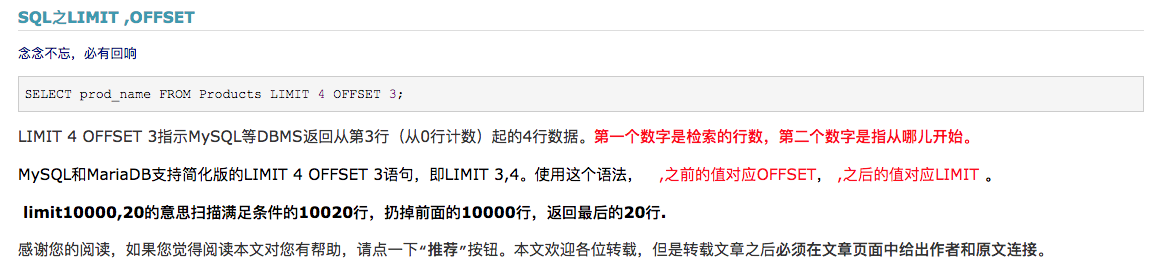 SQL之LIMIT ,OFFSET
念念不忘，必有回响
SELECT prod_name FROM Products LIMIT 4 OFFSET 3;
LIMIT 4 OFFSET 3指示MySQL等DBMS返回从第3行（从0行计数）起的4行数据。第一个数字是检索的行数，第二个数字是指从哪儿开始。
MySQL和MariaDB支持简化版的LIMIT 4 OFFSET 3语句，即LIMIT 3,4。使用这个语法， ,之前的值对应OFFSET， ,之后的值对应LIMIT 。
limit10000,20的意思扫描满足条件的10020行，扔掉前面的10000行，返回最后的20行.
感谢您的阅读，如果您觉得阅读本文对您有帮助，请点一下“推荐”按钮。本文欢迎各位转载，但是转载文章之后必须在文章页面中给出作者和原文连接。